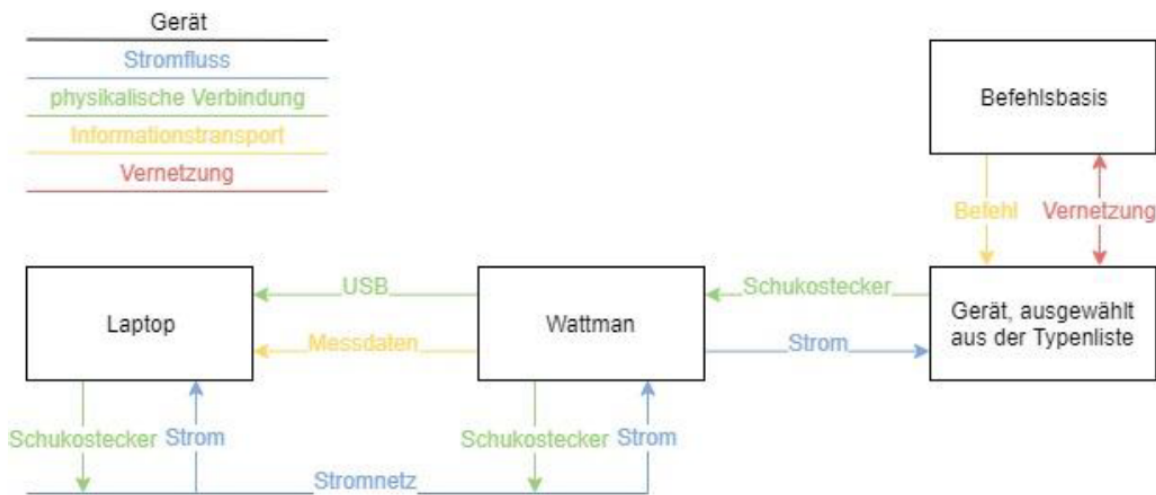 Gerät
Stromfluss
physikalische Verbindung
Informationstransport
Vernetzung
Befehlsbasis
Befehl
Vernetzung
Laptop
USB
Messdaten
Wattman
Schukostecker
Strom
Gerät, ausgewählt
aus der Typenliste
Schukostecker
Strom
Schukostecker
Strom
Stromnetz